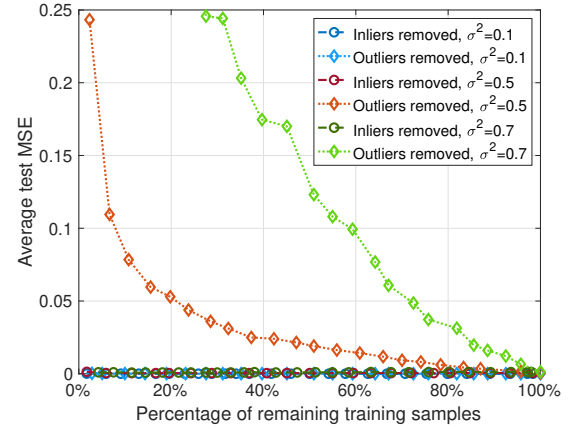 0.25
0.2
0.15
0.1
0.05
0
Average test MSE
Inliers removed, σ²=0.1
Outliers removed, σ²=0.1
Inliers removed, σ²=0.5
Outliers removed, σ²=0.5
Inliers removed, σ²=0.7
Outliers removed, σ²=0.7
0% 20% 40% 60% 80% 100%
Percentage of remaining training samples